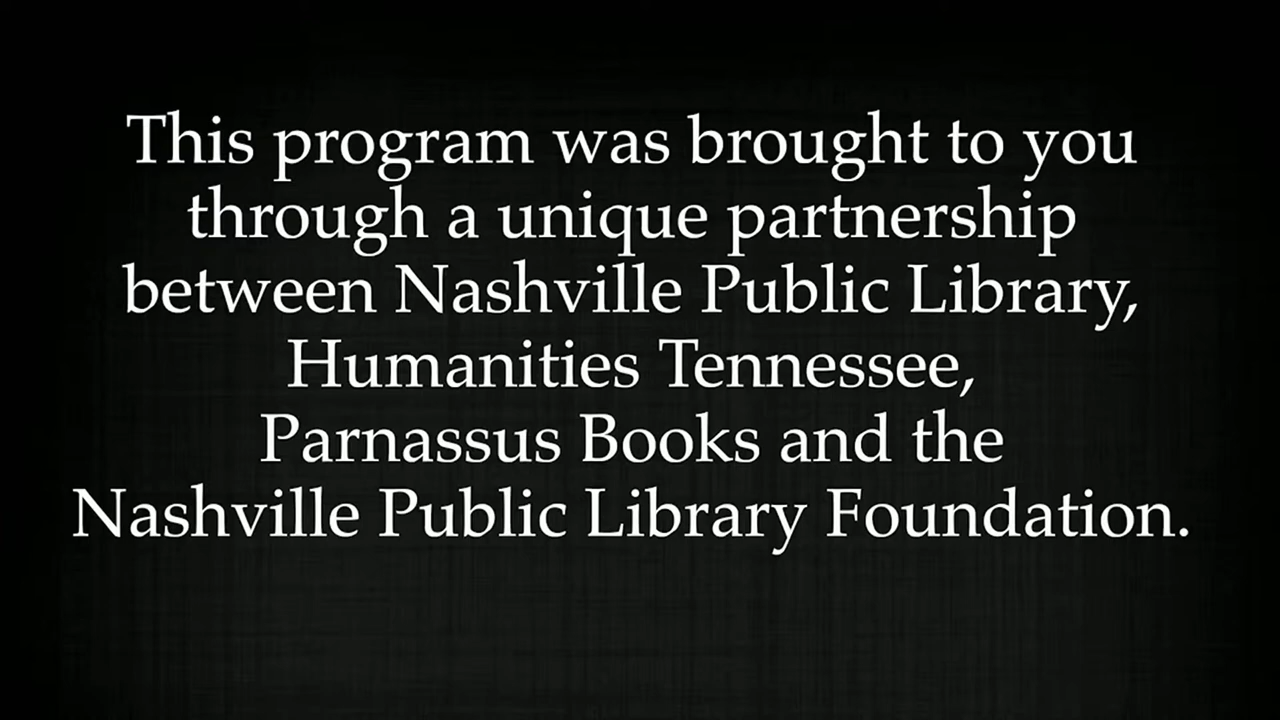 This program was brought to you
through a unique partnership
between Nashville Public Library,
Humanities Tennessee,
Parnassus Books and the
Nashville Public Library Foundation.